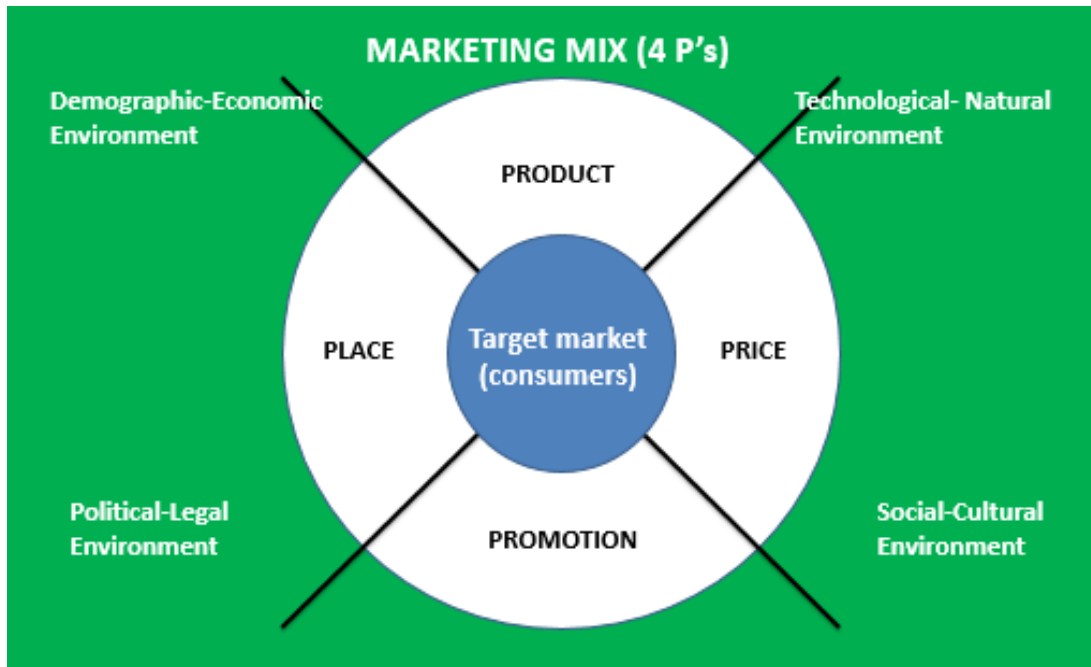 MARKETING MIX (4 P’s)
Demographic-Economic
Environment
Technological- Natural
Environment
PRODUCT
PLACE
Target market
(consumers)
PRICE
Political-Legal
Environment
PROMOTION
Social-Cultural
Environment